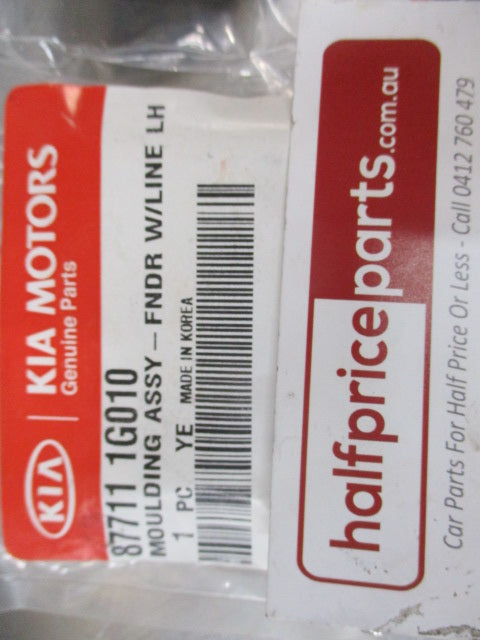 KIA
KIA MOTORS
Genuine Parts
87711 1G010
MOULDING ASSY-FNDR W/LINE LH
1 PC YE MADE IN KOREA
halfpriceparts.com.au
Car Parts For Half Price Or Less - Call 0412 760 479